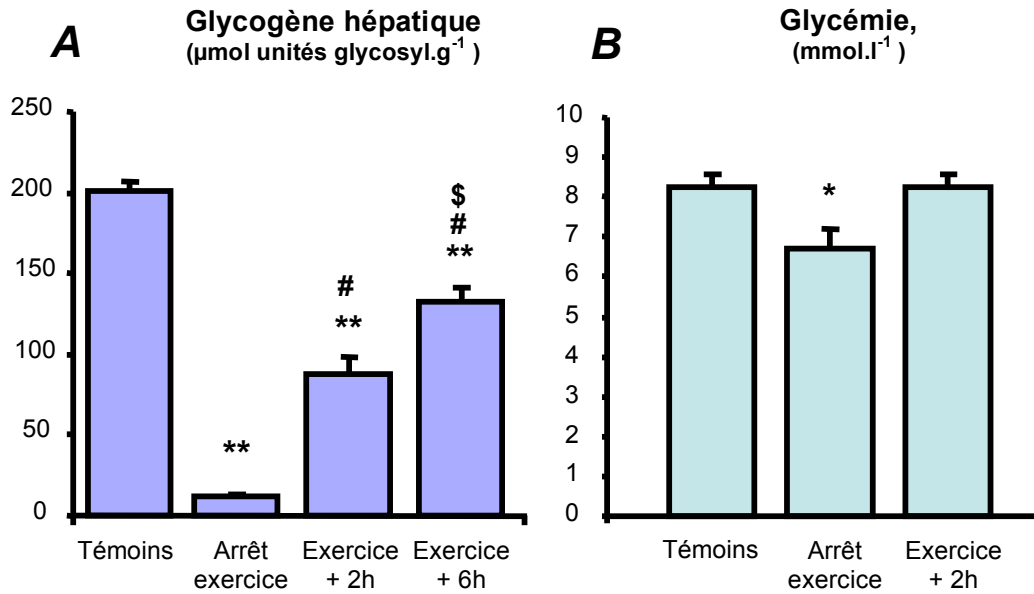 A
Glycogène hépatique
(µmol unités glycosyl.g-1 )
250
200
150
100
50
0
**
#
**
$
#
**
Témoins
Arrêt
exercice
Exercice
+ 2h
Exercice
+ 6h
B
Glycémie,
(mmol.l-1 )
10
9
8
7
6
5
4
3
2
1
0
*
Témoins
Arrêt
exercice
Exercice
+ 2h